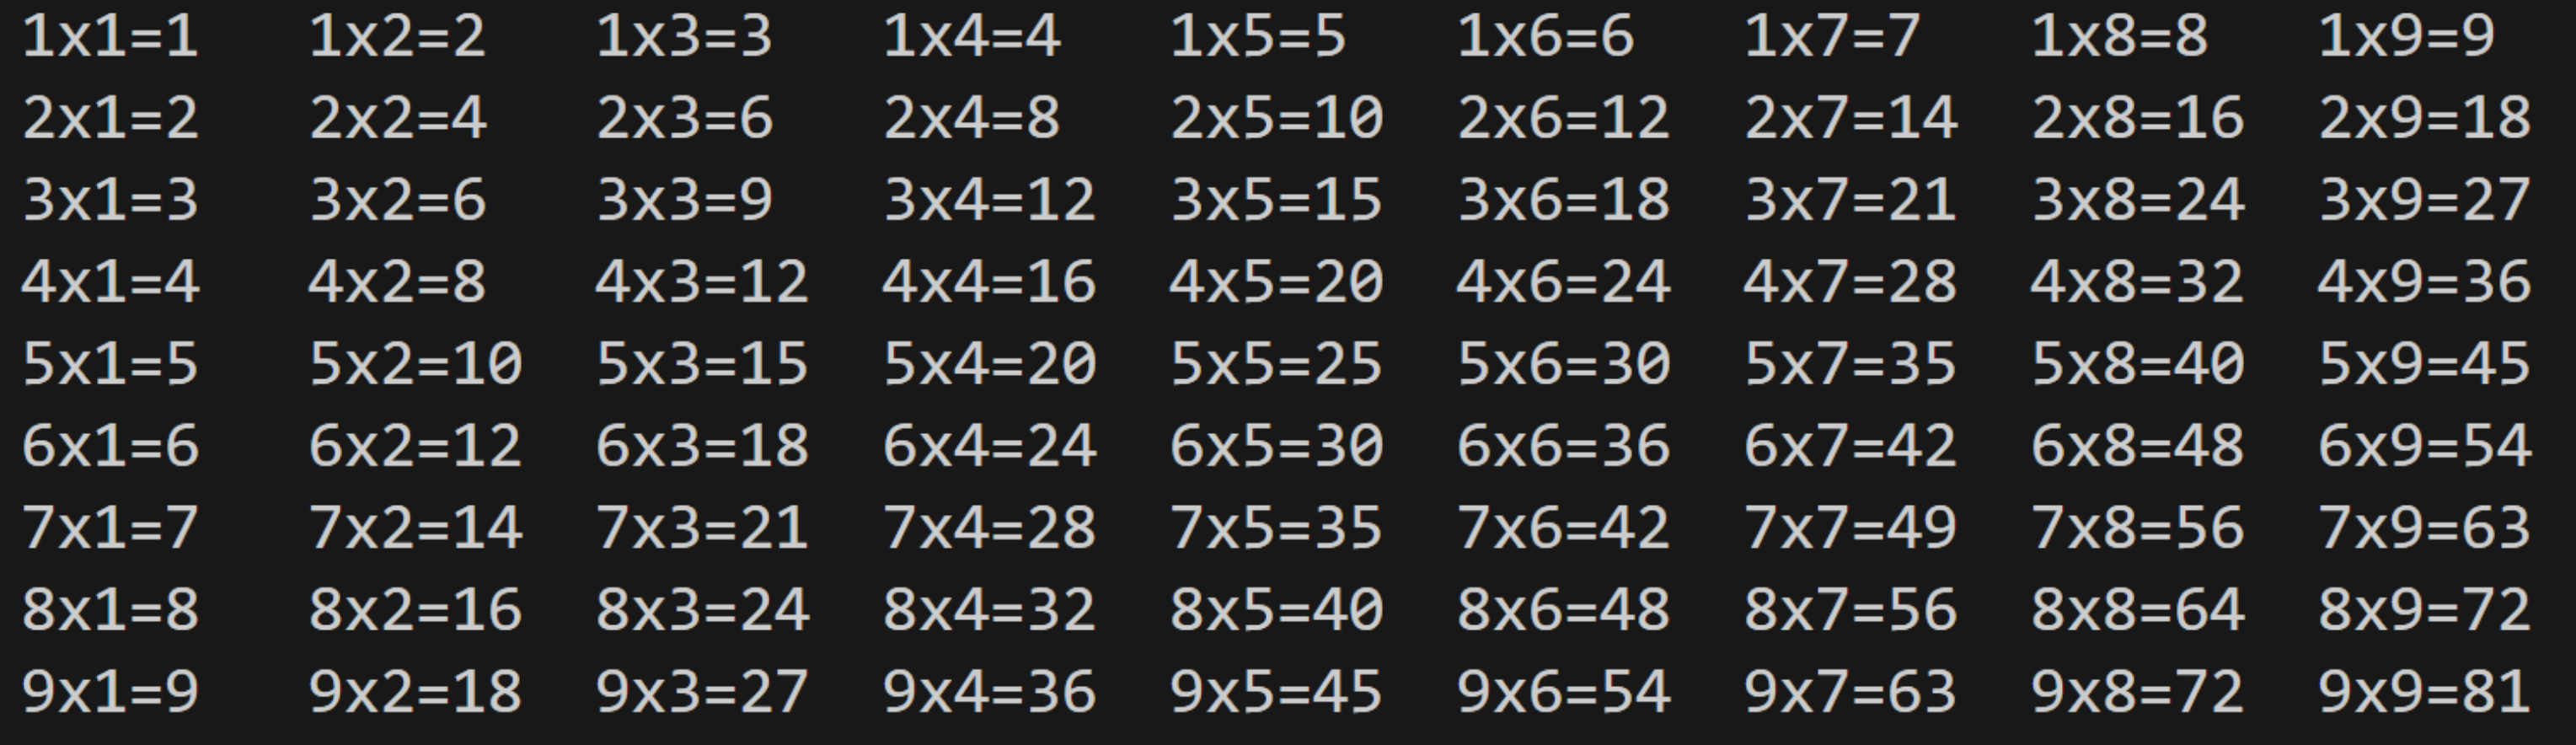 1x1=1 1x2=2 1x3=3 1x4=4 1x5=5 1x6=6 1x7=7 1x8=8 1x9=9
2x1=2 2x2=4 2x3=6 2x4=8 2x5=10 2x6=12 2x7=14 2x8=16 2x9=18
3x1=3 3x2=6 3x3=9 3x4=12 3x5=15 3x6=18 3x7=21 3x8=24 3x9=27
4x1=4 4x2=8 4x3=12 4x4=16 4x5=20 4x6=24 4x7=28 4x8=32 4x9=36
5x1=5 5x2=10 5x3=15 5x4=20 5x5=25 5x6=30 5x7=35 5x8=40 5x9=45
6x1=6 6x2=12 6x3=18 6x4=24 6x5=30 6x6=36 6x7=42 6x8=48 6x9=54
7x1=7 7x2=14 7x3=21 7x4=28 7x5=35 7x6=42 7x7=49 7x8=56 7x9=63
8x1=8 8x2=16 8x3=24 8x4=32 8x5=40 8x6=48 8x7=56 8x8=64 8x9=72
9x1=9 9x2=18 9x3=27 9x4=36 9x5=45 9x6=54 9x7=63 9x8=72 9x9=81